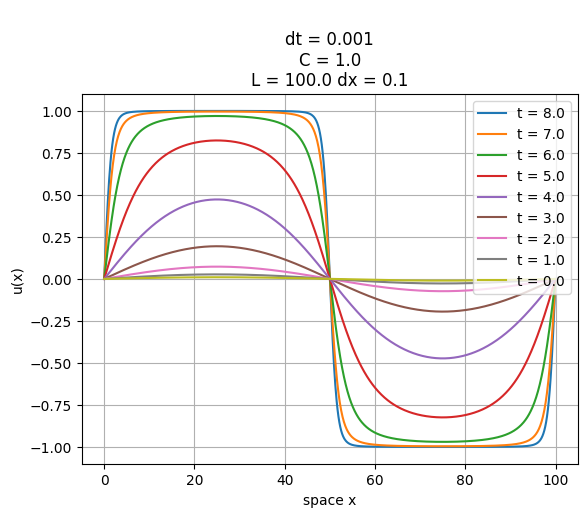 dt = 0.001
C = 1.0
L = 100.0 dx = 0.1
1.00
0.75
0.50
0.25
0.00
−0.25
−0.50
−0.75
−1.00
u(x)
t = 8.0
t = 7.0
t = 6.0
t = 5.0
t = 4.0
t = 3.0
t = 2.0
t = 1.0
t = 0.0
0
20
40
60
80
100
space x